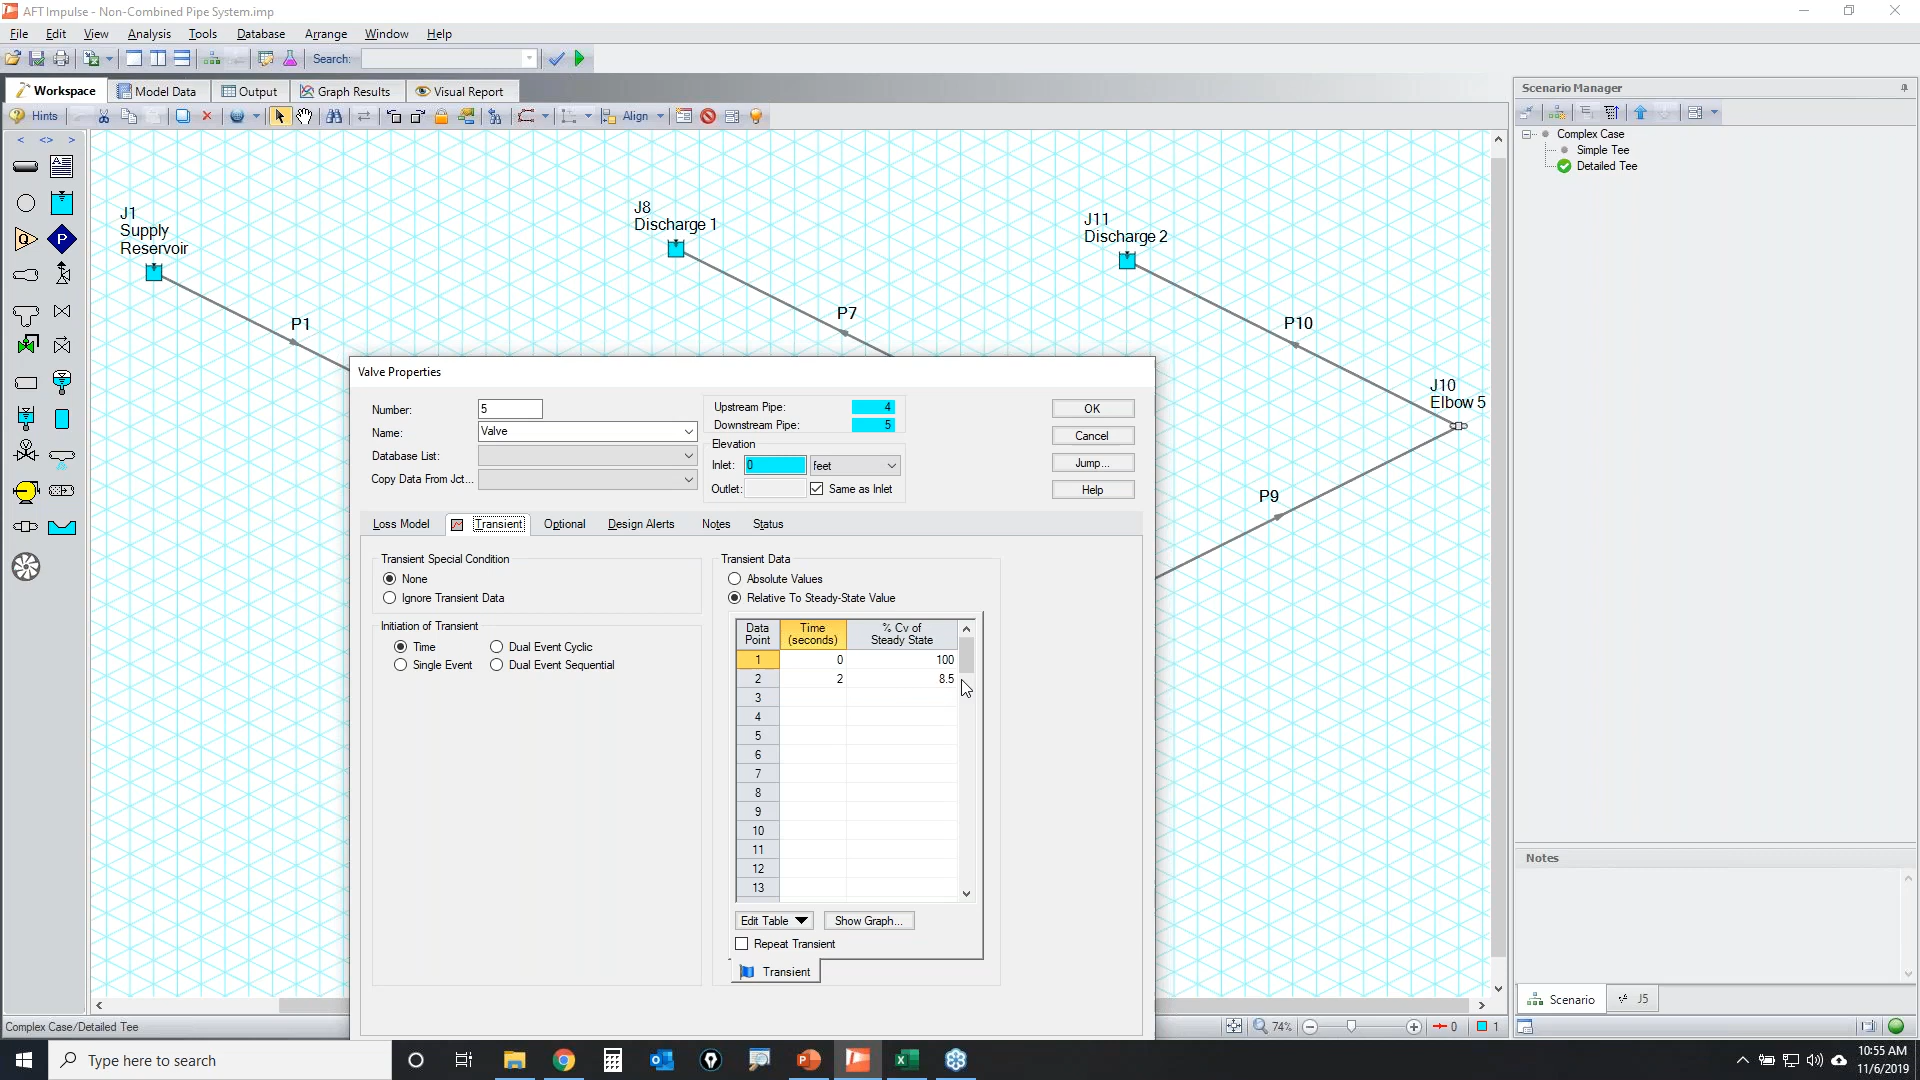 AFT Impulse - Non-Combined Pipe System.imp
File Edit View Analysis Tools Database Arrange Window Help
Search:
Workspace Model Data Output Graph Results Visual Report
Hints
Align
Scenario Manager
Complex Case
Simple Tee
Detailed Tee
J1
Supply
Reservoir
J8
Discharge 1
J11
Discharge 2
P1
P7
P10
J10
Elbow 5
P9
Valve Properties
Number: 5
Name: Valve
Database List:
Copy Data From Jct...
Upstream Pipe: 4
Downstream Pipe: 5
Elevation
Inlet: 0 feet
Outlet: Same as Inlet
OK
Cancel
Jump...
Help
Loss Model Transient Optional Design Alerts Notes Status
Transient Special Condition
None
Ignore Transient Data
Initiation of Transient
Time Dual Event Cyclic
Single Event Dual Event Sequential
Transient Data
Absolute Values
Relative To Steady-State Value
Data Point Time (seconds) % Cv of Steady State
1 0 100
2 2 8.5
3
4
5
6
7
8
9
10
11
12
13
Edit Table Show Graph...
Repeat Transient
Transient
Notes
Scenario J5
Complex Case/Detailed Tee
74% 0 1
Type here to search
10:55 AM
11/6/2019